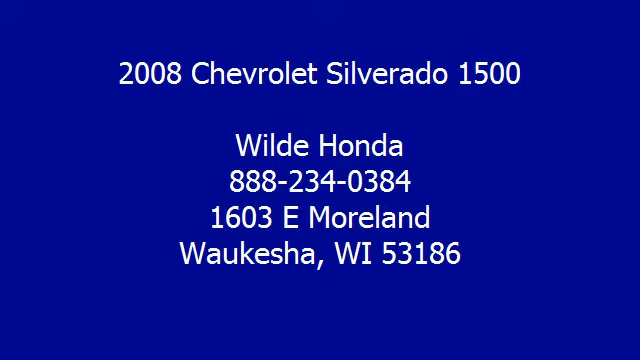 2008 Chevrolet Silverado 1500
Wilde Honda
888-234-0384
1603 E Moreland
Waukesha, WI 53186